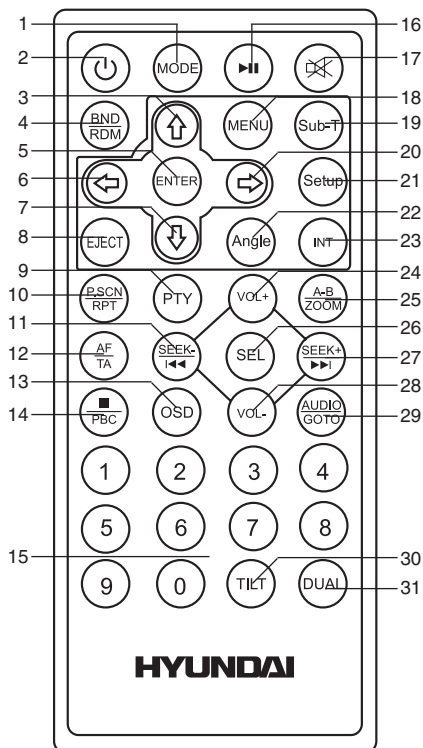 1 16
2 MODE 17
3
4 BND MENU Sub-T 18
RDM 19
5 ENTER 20
6 Setup 21
7 22
8 EJECT Angle INT 23
9 24
10 P.SCN PTY VOL+ A-B 25
RPT ZOOM
11 SEEK- SEL SEEK+ 26
12 AF 27
TA
13 28
14 PBC OSD VOL- AUDIO 29
GOTO
1 2 3 4
5 6 7 8
15 30
9 0 TILT DUAL 31
HYUNDAI